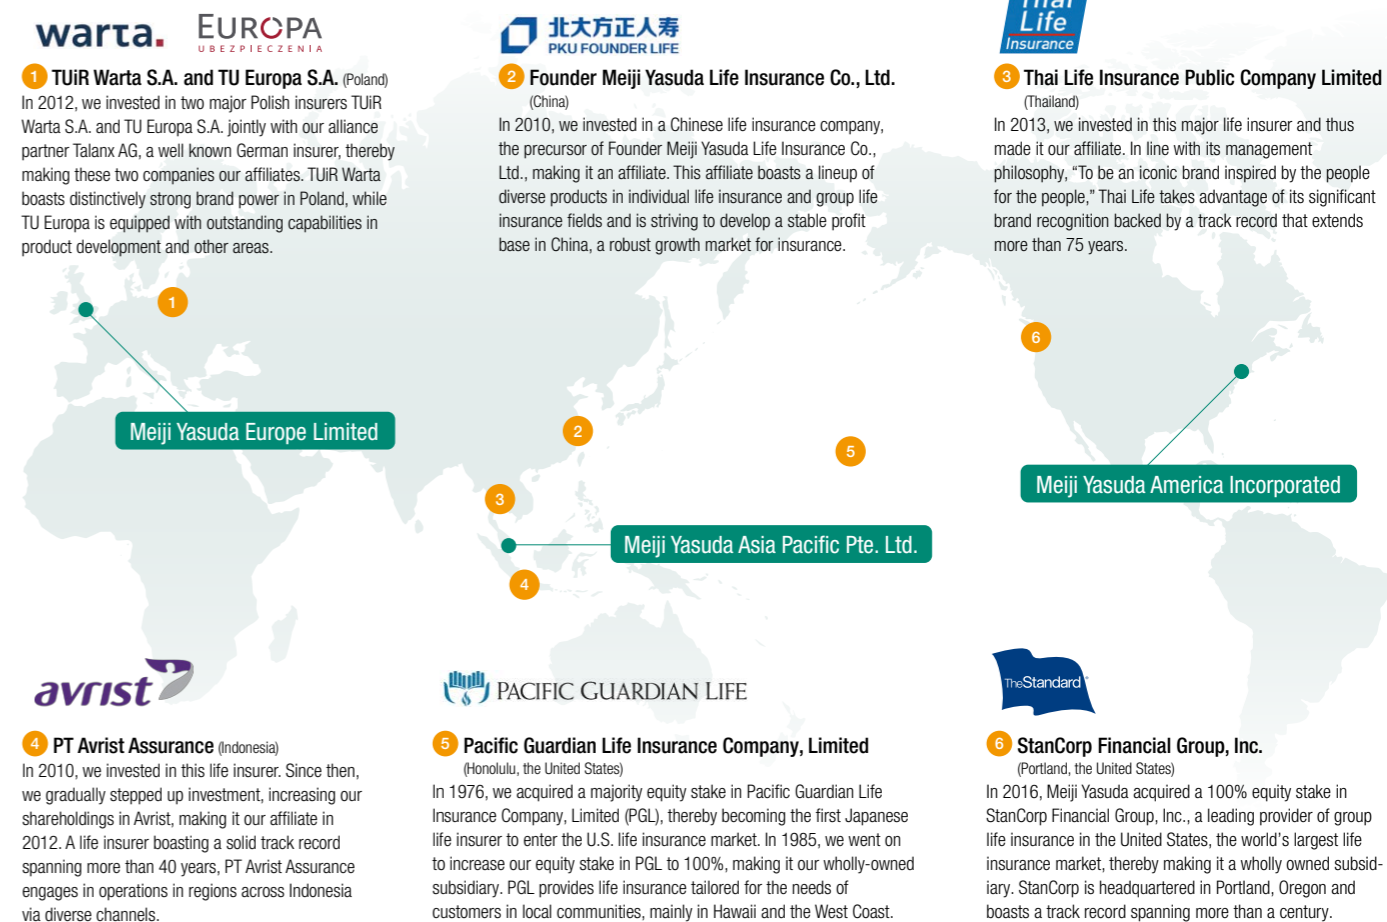 warta.
EUROPA
UBEZPIECZENIA
1 TUiR Warta S.A. and TU Europa S.A. (Poland)
In 2012, we invested in two major Polish insurers TUiR
Warta S.A. and TU Europa S.A. jointly with our alliance
partner Talanx AG, a well known German insurer, thereby
making these two companies our affiliates. TUiR Warta
boasts distinctively strong brand power in Poland, while
TU Europa is equipped with outstanding capabilities in
product development and other areas.
北大方正人寿
PKU FOUNDER LIFE
2 Founder Meiji Yasuda Life Insurance Co., Ltd.
(China)
In 2010, we invested in a Chinese life insurance company,
the precursor of Founder Meiji Yasuda Life Insurance Co.,
Ltd., making it an affiliate. This affiliate boasts a lineup of
diverse products in individual life insurance and group life
insurance fields and is striving to develop a stable profit
base in China, a robust growth market for insurance.
Thai
Life
Insurance
3 Thai Life Insurance Public Company Limited
(Thailand)
In 2013, we invested in this major life insurer and thus
made it our affiliate. In line with its management
philosophy, “To be an iconic brand inspired by the people
for the people,” Thai Life takes advantage of its significant
brand recognition backed by a track record that extends
more than 75 years.
1
6
Meiji Yasuda Europe Limited
2
5
Meiji Yasuda America Incorporated
3
Meiji Yasuda Asia Pacific Pte. Ltd.
4
avrist
4 PT Avrist Assurance (Indonesia)
In 2010, we invested in this life insurer. Since then,
we gradually stepped up investment, increasing our
shareholdings in Avrist, making it our affiliate in
2012. A life insurer boasting a solid track record
spanning more than 40 years, PT Avrist Assurance
engages in operations in regions across Indonesia
via diverse channels.
PACIFIC GUARDIAN LIFE
5 Pacific Guardian Life Insurance Company, Limited
(Honolulu, the United States)
In 1976, we acquired a majority equity stake in Pacific Guardian Life
Insurance Company, Limited (PGL), thereby becoming the first Japanese
life insurer to enter the U.S. life insurance market. In 1985, we went on
to increase our equity stake in PGL to 100%, making it our wholly-owned
subsidiary. PGL provides life insurance tailored for the needs of
customers in local communities, mainly in Hawaii and the West Coast.
TheStandard
6 StanCorp Financial Group, Inc.
(Portland, the United States)
In 2016, Meiji Yasuda acquired a 100% equity stake in
StanCorp Financial Group, Inc., a leading provider of group
life insurance in the United States, the world's largest life
insurance market, thereby making it a wholly owned subsid-
iary. StanCorp is headquartered in Portland, Oregon and
boasts a track record spanning more than a century.